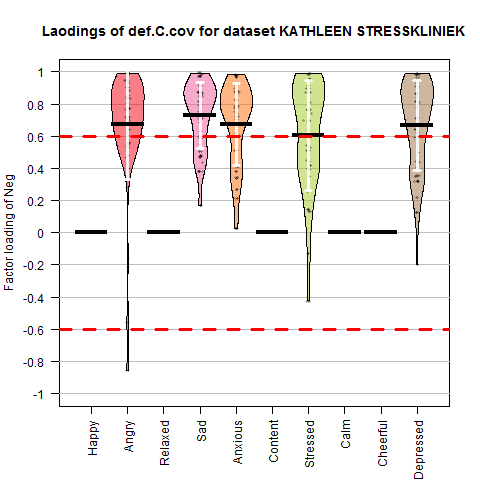 Laodings of def.C.cov for dataset KATHLEEN STRESSKLINIEK
Factor loading of Neg
1
0.8
0.6
0.4
0.2
0
-0.2
-0.4
-0.6
-0.8
-1
Happy
Angry
Relaxed
Sad
Anxious
Content
Stressed
Calm
Cheerful
Depressed